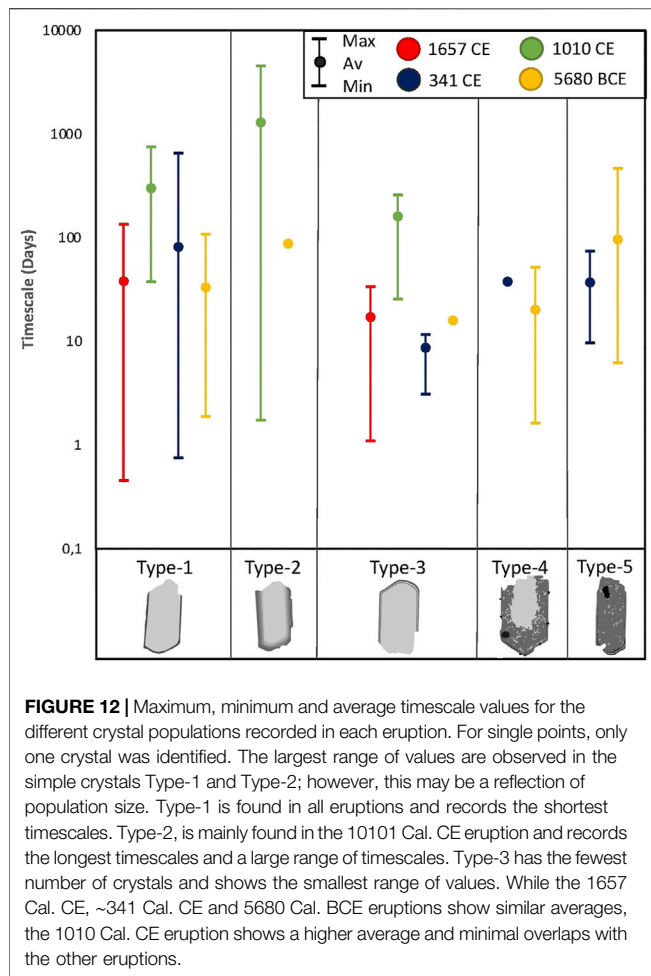 10000
Max
Av
Min
1657 CE
1010 CE
341 CE
5680 BCE
1000
100
10
1
0,1
Timescale (Days)
Type-1
Type-2
Type-3
Type-4
Type-5
FIGURE 12 | Maximum, minimum and average timescale values for the
different crystal populations recorded in each eruption. For single points, only
one crystal was identified. The largest range of values are observed in the
simple crystals Type-1 and Type-2; however, this may be a reflection of
population size. Type-1 is found in all eruptions and records the shortest
timescales. Type-2, is mainly found in the 10101 Cal. CE eruption and records
the longest timescales and a large range of timescales. Type-3 has the fewest
number of crystals and shows the smallest range of values. While the 1657
Cal. CE, ~341 Cal. CE and 5680 Cal. BCE eruptions show similar averages,
the 1010 Cal. CE eruption shows a higher average and minimal overlaps with
the other eruptions.